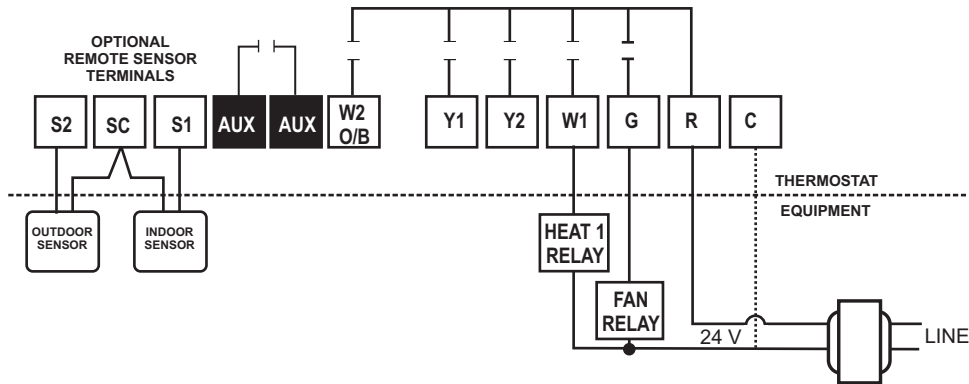 OPTIONAL
REMOTE SENSOR
TERMINALS
S2
SC
S1
AUX
AUX
W2
O/B
Y1
Y2
W1
G
R
C
THERMOSTAT
EQUIPMENT
OUTDOOR
SENSOR
INDOOR
SENSOR
HEAT 1
RELAY
FAN
RELAY
24 V
LINE